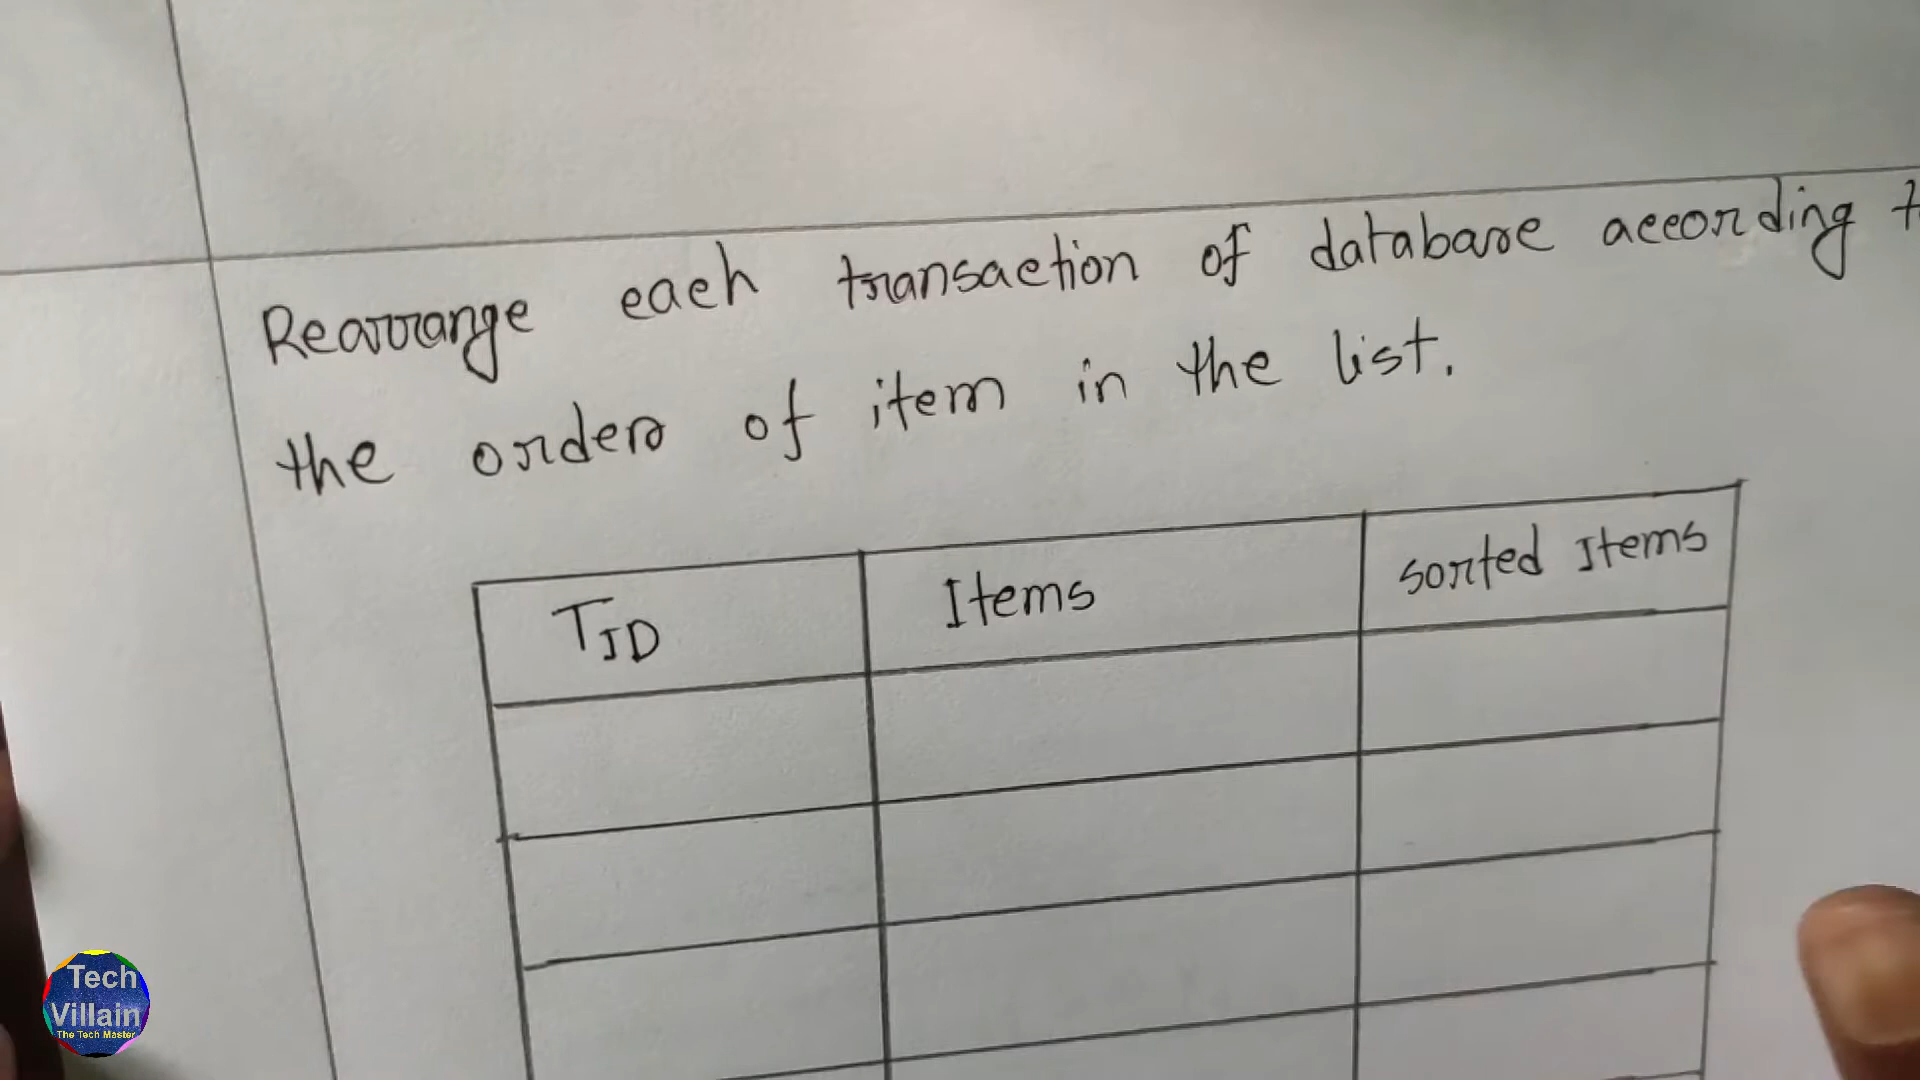 Rearrange each transaction of database according
the order of item in the list.
TID
Items
sorted Items
Tech
Villain
The Tech Master